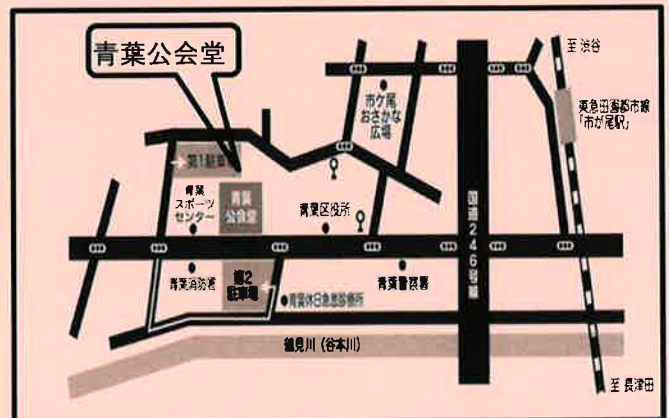 青葉公会堂
至 渋谷
市ケ尾
おさかな
広場
東急田園都市線
「市が尾駅」
第1駐車場
青葉
スポーツ
センター
青葉
公会堂
青葉区役所
国道246号線
青葉消防署
第2
駐車場
青葉警察署
青葉休日急患診療所
鶴見川(谷本川)
至 長津田